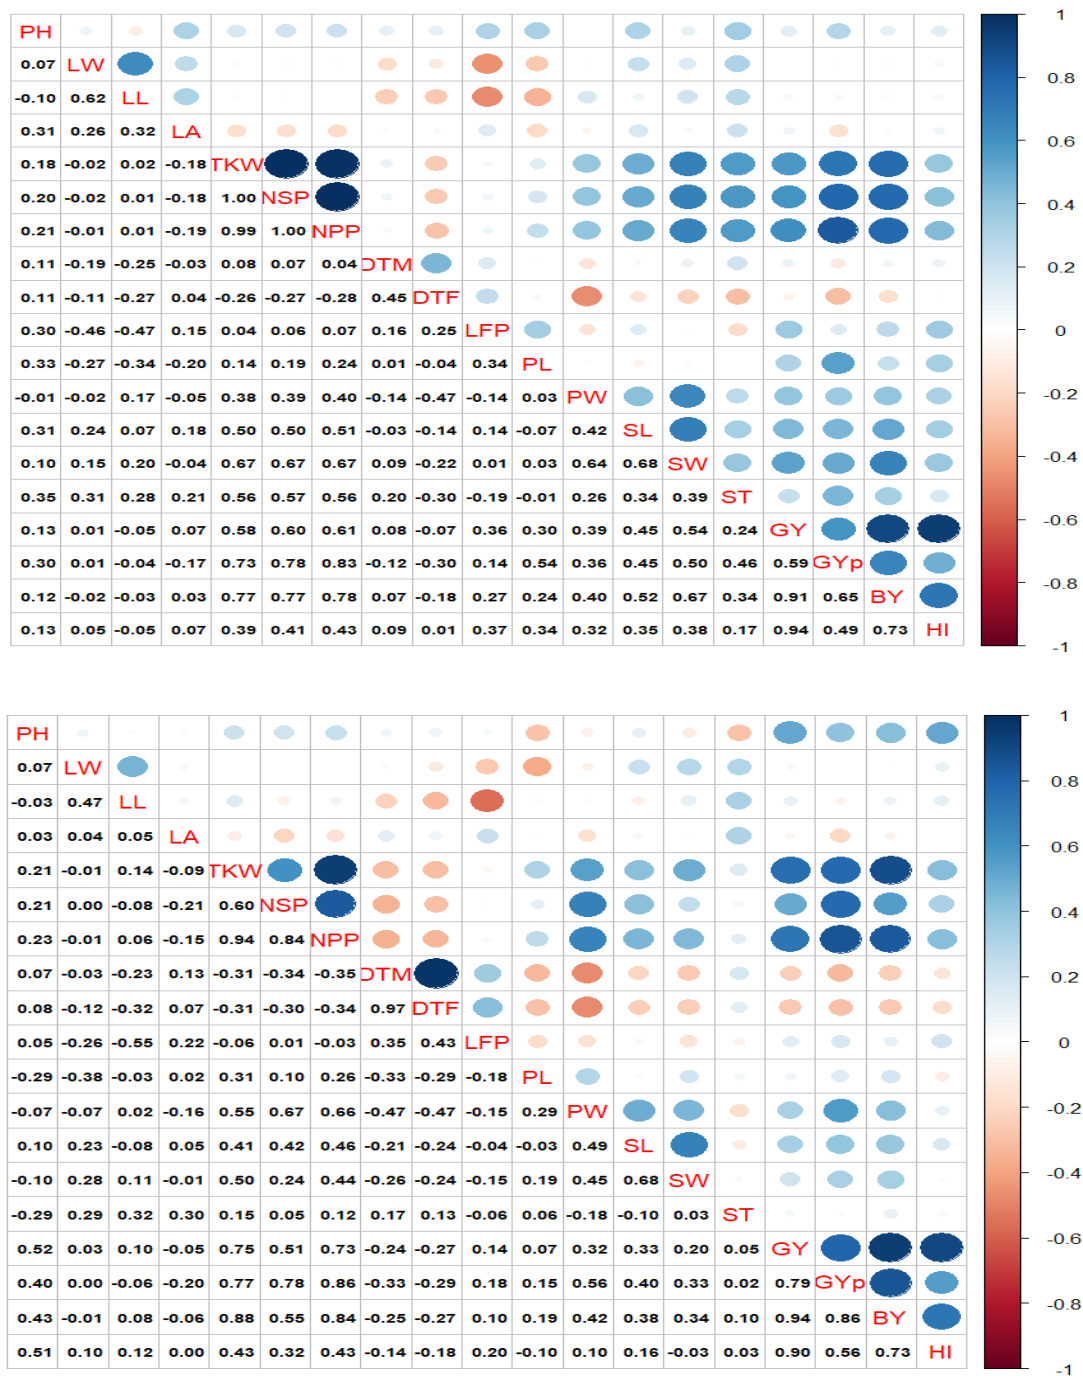 PH 1
0.07 LW 0.8
-0.10 0.62 LL
0.31 0.26 0.32 LA 0.6
0.18 -0.02 0.02 -0.18 TKW
0.20 -0.02 0.01 -0.18 1.00 NSP 0.4
0.21 -0.01 0.01 -0.19 0.99 1.00 NPP
0.11 -0.19 -0.25 -0.03 0.08 0.07 0.04 DTM 0.2
0.11 -0.11 -0.27 0.04 -0.26 -0.27 -0.28 0.45 DTF
0.30 -0.46 -0.47 0.15 0.04 0.06 0.07 0.16 0.25 LFP 0
0.33 -0.27 -0.34 -0.20 0.14 0.19 0.24 0.01 -0.04 0.34 PL
-0.01 -0.02 0.17 -0.05 0.38 0.39 0.40 -0.14 -0.47 -0.14 0.03 PW -0.2
0.31 0.24 0.07 0.18 0.50 0.50 0.51 -0.03 -0.14 0.14 -0.07 0.42 SL
0.10 0.15 0.20 -0.04 0.67 0.67 0.67 0.09 -0.22 0.01 0.03 0.64 0.68 SW -0.4
0.35 0.31 0.28 0.21 0.56 0.57 0.56 0.20 -0.30 -0.19 -0.01 0.26 0.34 0.39 ST
0.13 0.01 -0.05 0.07 0.58 0.60 0.61 0.08 -0.07 0.36 0.30 0.39 0.45 0.54 0.24 GY -0.6
0.30 0.01 -0.04 -0.17 0.73 0.78 0.83 -0.12 -0.30 0.14 0.54 0.36 0.45 0.50 0.46 0.59 GYp
0.12 -0.02 -0.03 0.03 0.77 0.77 0.78 0.07 -0.18 0.27 0.24 0.40 0.52 0.67 0.34 0.91 0.65 BY -0.8
0.13 0.05 -0.05 0.07 0.39 0.41 0.43 0.09 0.01 0.37 0.34 0.32 0.35 0.38 0.17 0.94 0.49 0.73 HI
-1
PH 1
0.07 LW 0.8
-0.03 0.47 LL
0.03 0.04 0.05 LA 0.6
0.21 -0.01 0.14 -0.09 TKW
0.21 0.00 -0.08 -0.21 0.60 NSP 0.4
0.23 -0.01 0.06 -0.15 0.94 0.84 NPP
0.07 -0.03 -0.23 0.13 -0.31 -0.34 -0.35 DTM 0.2
0.08 -0.12 -0.32 0.07 -0.31 -0.30 -0.34 0.97 DTF
0.05 -0.26 -0.55 0.22 -0.06 0.01 -0.03 0.35 0.43 LFP 0
-0.29 -0.38 -0.03 0.02 0.31 0.10 0.26 -0.33 -0.29 -0.18 PL
-0.07 -0.07 0.02 -0.16 0.55 0.67 0.66 -0.47 -0.47 -0.15 0.29 PW -0.2
0.10 0.23 -0.08 0.05 0.41 0.42 0.46 -0.21 -0.24 -0.04 -0.03 0.49 SL
-0.10 0.28 0.11 -0.01 0.50 0.24 0.44 -0.26 -0.24 -0.15 0.19 0.45 0.68 SW -0.4
-0.29 0.29 0.32 0.30 0.15 0.05 0.12 0.17 0.13 -0.06 0.06 -0.18 -0.10 0.03 ST
0.52 0.03 0.10 -0.05 0.75 0.51 0.73 -0.24 -0.27 0.14 0.07 0.32 0.33 0.20 0.05 GY -0.6
0.40 0.00 -0.06 -0.20 0.77 0.78 0.86 -0.33 -0.29 0.18 0.15 0.56 0.40 0.33 0.02 0.79 GYp -0.8
0.43 -0.01 0.08 -0.06 0.88 0.55 0.84 -0.25 -0.27 0.10 0.19 0.42 0.38 0.34 0.10 0.94 0.86 BY
0.51 0.10 0.12 0.00 0.43 0.32 0.43 -0.14 -0.18 0.20 -0.10 0.10 0.16 -0.03 0.03 0.90 0.56 0.73 HI
-1